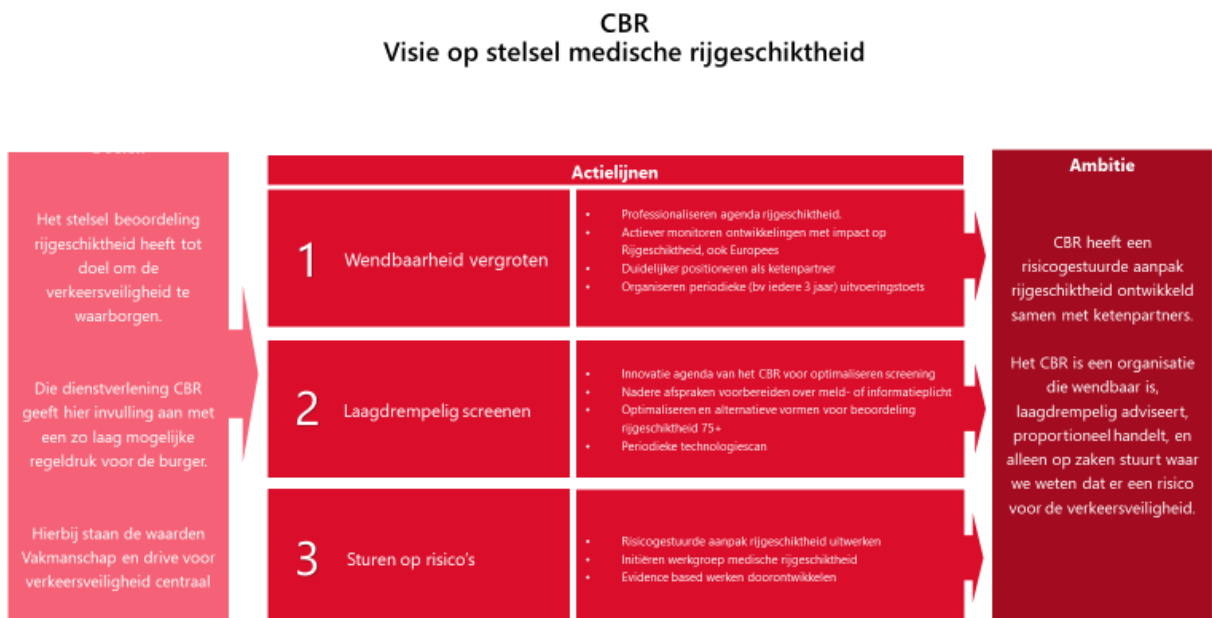 CBR
Visie op stelsel medische rijgeschiktheid
Het stelsel beoordeling
rijgeschiktheid heeft tot
doel om de
verkeersveiligheid te
waarborgen.
Die dienstverlening CBR
geeft hier invulling aan met
een zo laag mogelijke
regeldruk voor de burger.
Hierbij staan de waarden
Vakmanschap en drive voor
verkeersveiligheid centraal
Actielijnen
1 Wendbaarheid vergroten
• Professionaliseren agenda rijgeschiktheid.
• Actiever monitoren ontwikkelingen met impact op
Rijgeschiktheid, ook Europees
• Duidelijker positioneren als ketenpartner
• Organiseren periodieke (bv iedere 3 jaar) uitvoeringstoets
2 Laagdrempelig screenen
• Innovatie agenda van het CBR voor optimaliseren screening
• Nadere afspraken voorbereiden over meld- of informatieplicht
• Optimaliseren en alternatieve vormen voor beoordeling
rijgeschiktheid 75+
• Periodieke technologiescan
3 Sturen op risico's
• Risicogestuurde aanpak rijgeschiktheid uitwerken
• Initiëren werkgroep medische rijgeschiktheid
• Evidence based werken doorontwikkelen
Ambitie
CBR heeft een
risicogestuurde aanpak
rijgeschiktheid ontwikkeld
samen met ketenpartners.
Het CBR is een organisatie
die wendbaar is,
laagdrempelig adviseert,
proportioneel handelt, en
alleen op zaken stuurt waar
we weten dat er een risico
voor de verkeersveiligheid.